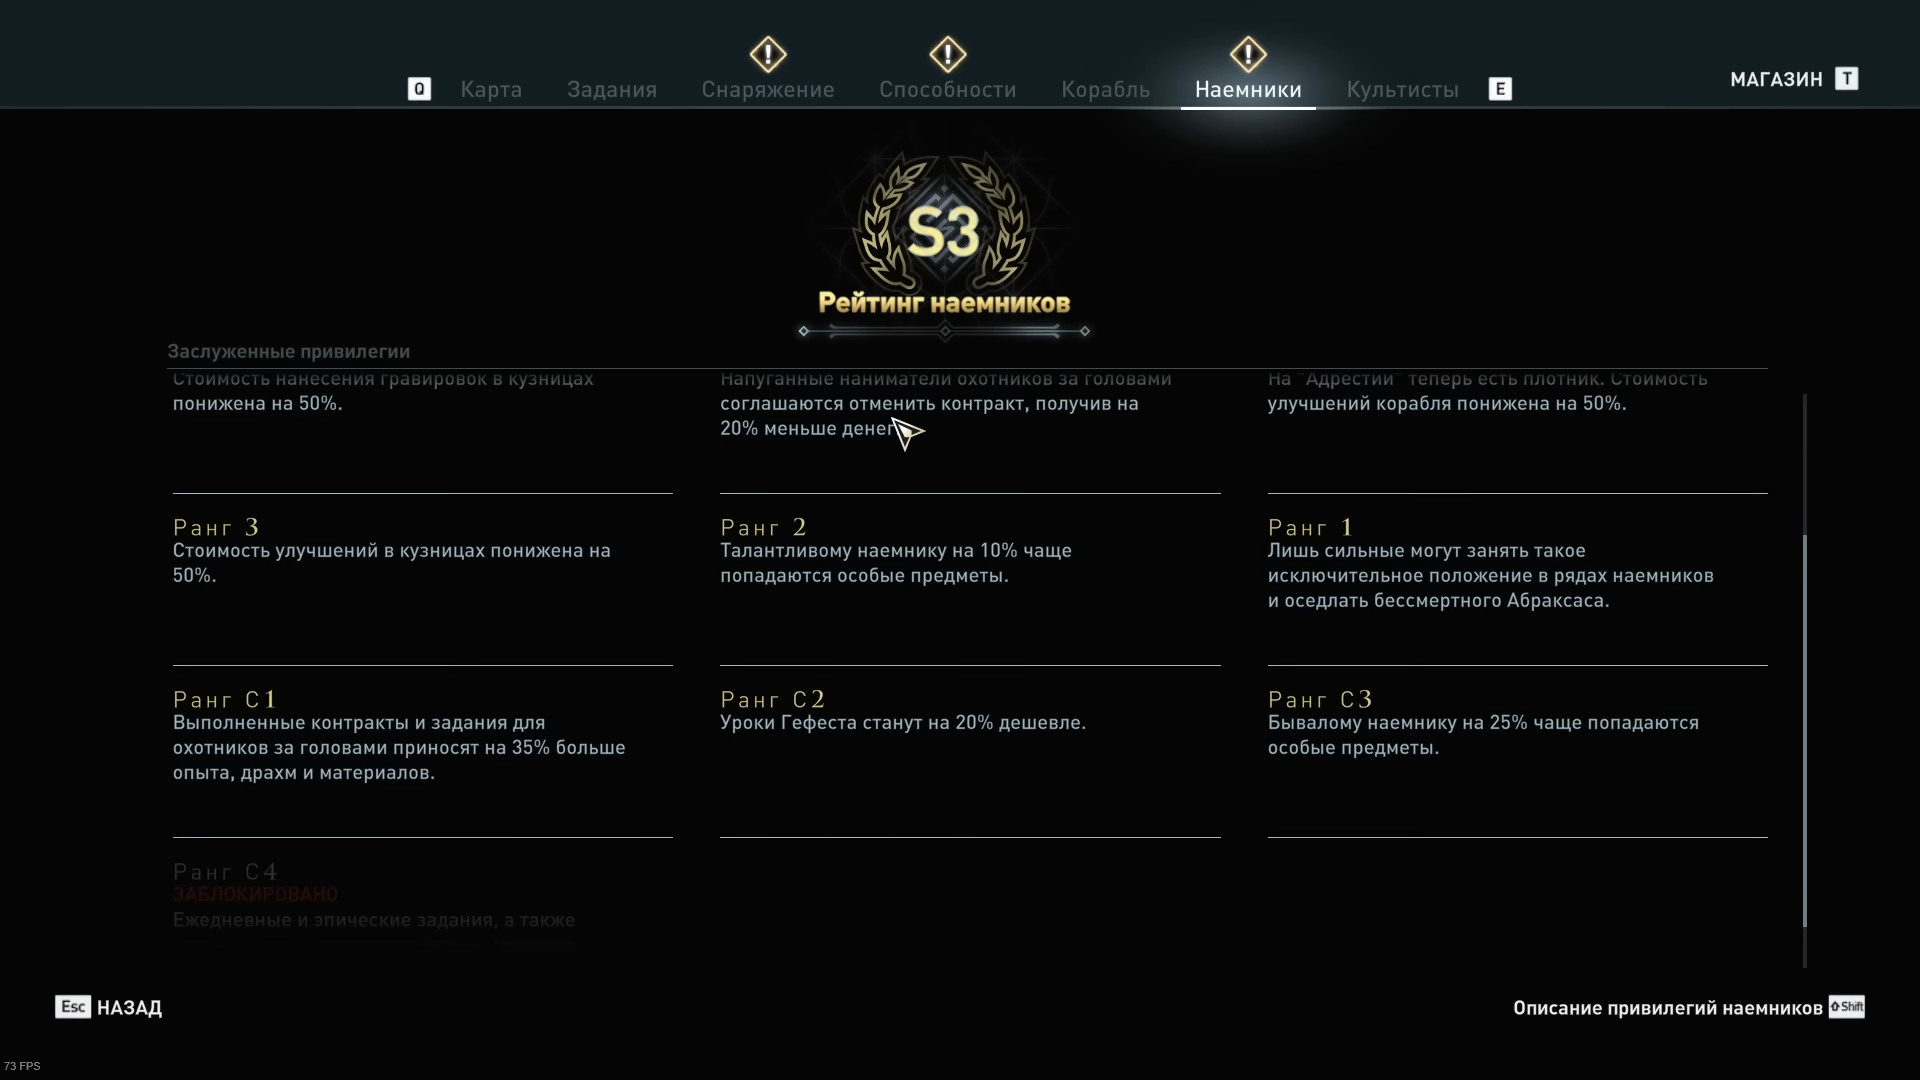 Q Карта Задания Снаряжение Способности Корабль Наемники Культисты E
МАГАЗИН T
S3
Рейтинг наемников
Заслуженные привилегии
Стоимость нанесения гравировок в кузницах
понижена на 50%.
Напуганные наниматели охотников за головами
соглашаются отменить контракт, получив на
20% меньше денег
На "Адрестии" теперь есть плотник. Стоимость
улучшений корабля понижена на 50%.
Ранг 3
Стоимость улучшений в кузницах понижена на
50%.
Ранг 2
Талантливому наемнику на 10% чаще
попадаются особые предметы.
Ранг 1
Лишь сильные могут занять такое
исключительное положение в рядах наемников
и оседлать бессмертного Абраксаса.
Ранг С1
Выполненные контракты и задания для
охотников за головами приносят на 35% больше
опыта, драхм и материалов.
Ранг С2
Уроки Гефеста станут на 20% дешевле.
Ранг С3
Бывалому наемнику на 25% чаще попадаются
особые предметы.
Ранг С4
ЗАБЛОКИРОВАНО
Ежедневные и эпические задания, а также
Esc НАЗАД
Описание привилегий наемников Shift
73 FPS